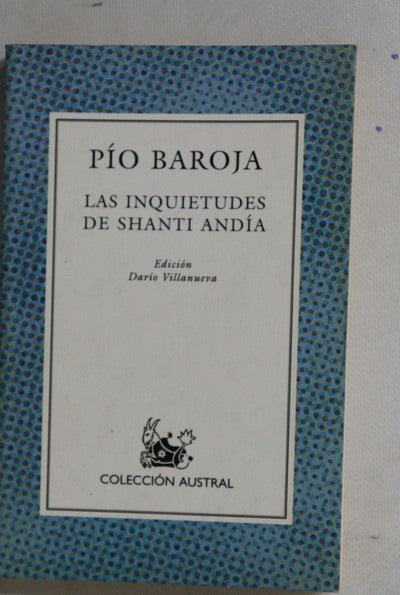 PÍO BAROJA
LAS INQUIETUDES
DE SHANTI ANDÍA
Edición
Darío Villanueva
COLECCIÓN AUSTRAL